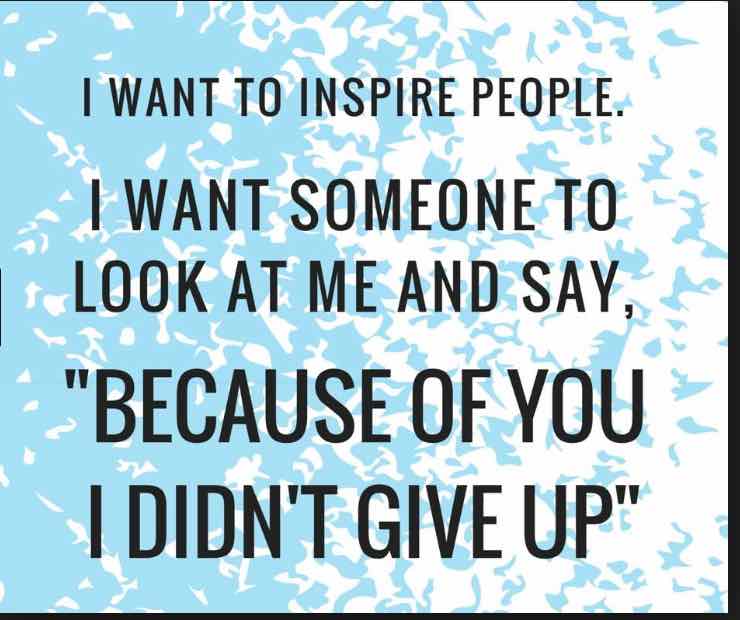 I WANT TO INSPIRE PEOPLE.
I WANT SOMEONE TO
LOOK AT ME AND SAY,
"BECAUSE OF YOU
I DIDN'T GIVE UP"